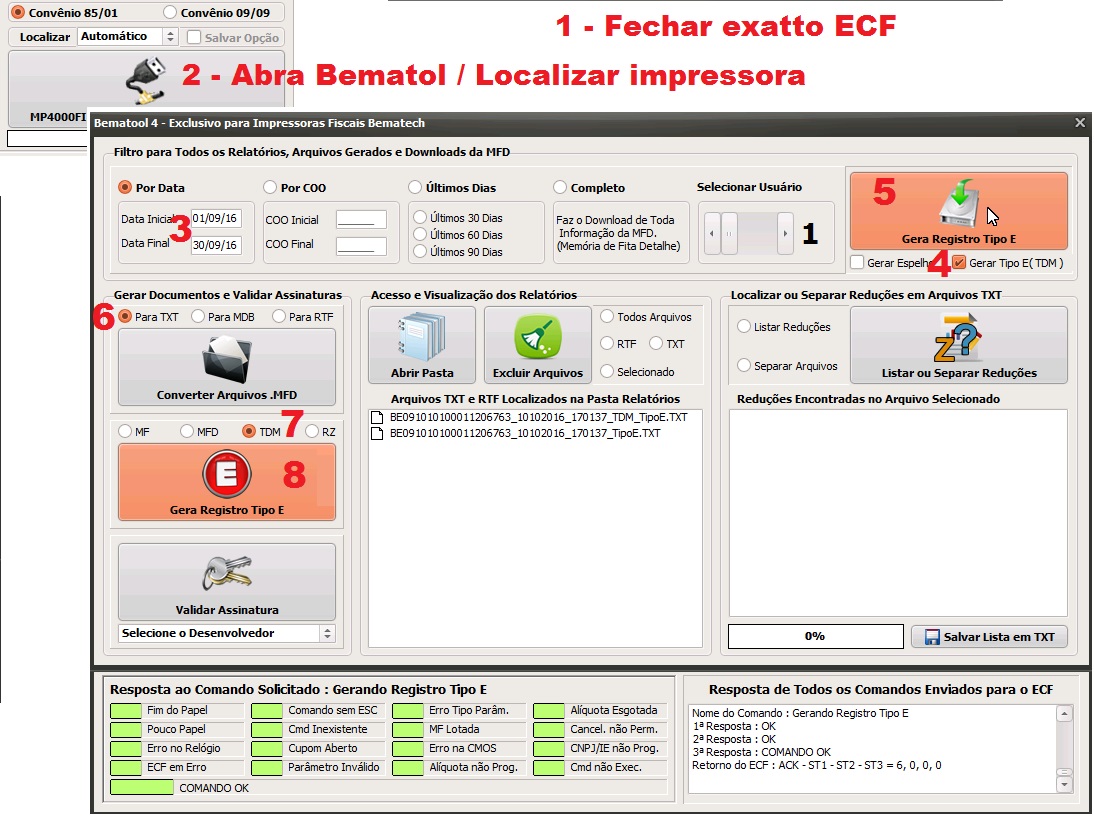 Convênio 85/01 Convênio 09/09
1 - Fechar exatto ECF
Localizar Automático Salvar Opção
2 - Abra Bematol / Localizar impressora
MP4000FI
Bematool 4 - Exclusivo para Impressoras Fiscais Bematech
Filtro para Todos os Relatórios, Arquivos Gerados e Downloads da MFD
Por Data
Data Inicial 01/09/16
3
Data Final 30/09/16
Por COO
COO Inicial
COO Final
Últimos Dias
Últimos 30 Dias
Últimos 60 Dias
Últimos 90 Dias
Completo
Faz o Download de Toda
Informação da MFD.
(Memória de Fita Detalhe)
Selecionar Usuário
1
5
Gera Registro Tipo E
Gerar Espelho 4 Gerar Tipo E( TDM )
Gerar Documentos e Validar Assinaturas
6 Para TXT Para MDB Para RTF
Converter Arquivos .MFD
MF MFD TDM 7 RZ
E 8
Gera Registro Tipo E
Validar Assinatura
Selecione o Desenvolvedor
Acesso e Visualização dos Relatórios
Abrir Pasta
Excluir Arquivos
Todos Arquivos
RTF TXT
Selecionado
Arquivos TXT e RTF Localizados na Pasta Relatórios
BE091010100011206763_10102016_170137_TDM_TipoE.TXT
BE091010100011206763_10102016_170137_TipoE.TXT
Localizar ou Separar Reduções em Arquivos TXT
Listar Reduções
Separar Arquivos
Z?
Listar ou Separar Reduções
Reduções Encontradas no Arquivo Selecionado
0% Salvar Lista em TXT
Resposta ao Comando Solicitado : Gerando Registro Tipo E
Fim do Papel Comando sem ESC Erro Tipo Parâm. Alíquota Esgotada
Pouco Papel Cmd Inexistente MF Lotada Cancel. não Perm.
Erro no Relógio Cupom Aberto Erro na CMOS CNPJ/IE não Prog.
ECF em Erro Parâmetro Inválido Alíquota não Prog. Cmd não Exec.
COMANDO OK
Resposta de Todos os Comandos Enviados para o ECF
Nome do Comando : Gerando Registro Tipo E
1ª Resposta : OK
2ª Resposta : OK
3ª Resposta : COMANDO OK
Retorno do ECF : ACK - ST1 - ST2 - ST3 = 6, 0, 0, 0